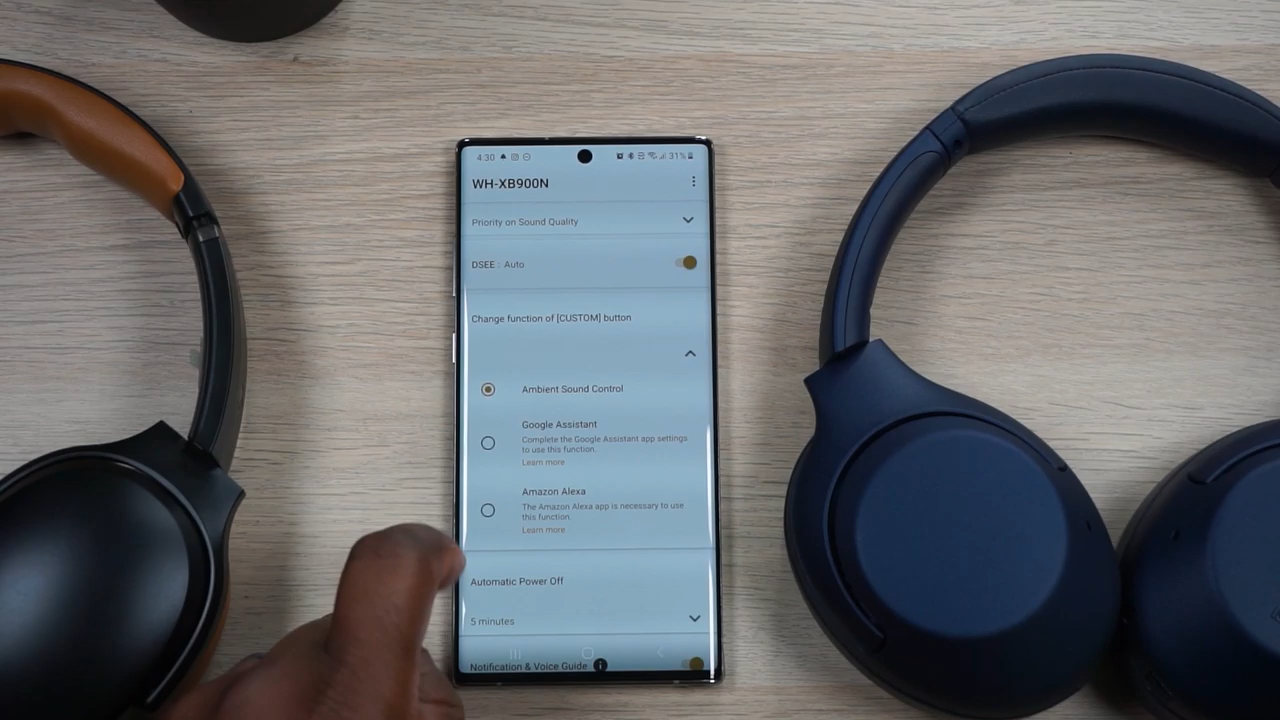 4:30 31%
WH-XB900N
Priority on Sound Quality
DSEE : Auto
Change function of [CUSTOM] button
Ambient Sound Control
Google Assistant
Complete the Google Assistant app settings
to use this function.
Learn more
Amazon Alexa
The Amazon Alexa app is necessary to use
this function.
Learn more
Automatic Power Off
5 minutes
Notification & Voice Guide